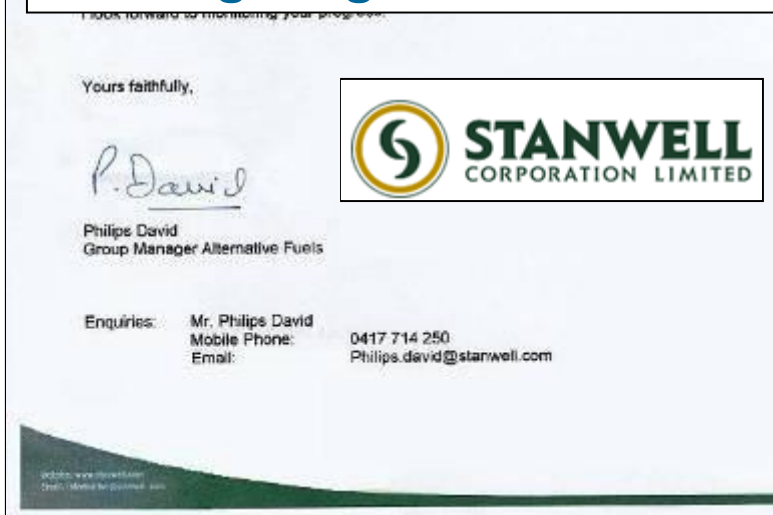 I look forward to monitoring your progress.
Yours faithfully,
P. David
STANWELL
CORPORATION LIMITED
Philips David
Group Manager Alternative Fuels
Enquiries: Mr. Philips David
Mobile Phone: 0417 714 250
Email: Philips.david@stanwell.com